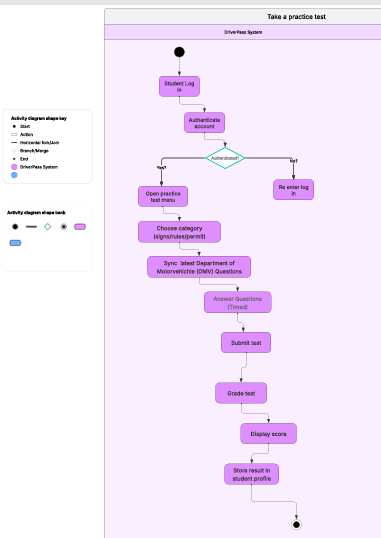 Take a practice test
DriverPass System
Student Log
in
Authenticate
account
Authenticated?
Yes?
No?
Open practice
test menu
Re enter log
in
Choose category
(signs/rules/permit)
Sync latest Department of
Motorvehichle (DMV) Questions
Answer Questions
(Timed)
Submit test
Grade test
Display score
Store result in
student profile
Activity diagram shape key
Start
Action
Horizontal fork/Join
Branch/Merge
End
DriverPass System
Activity diagram shape bank